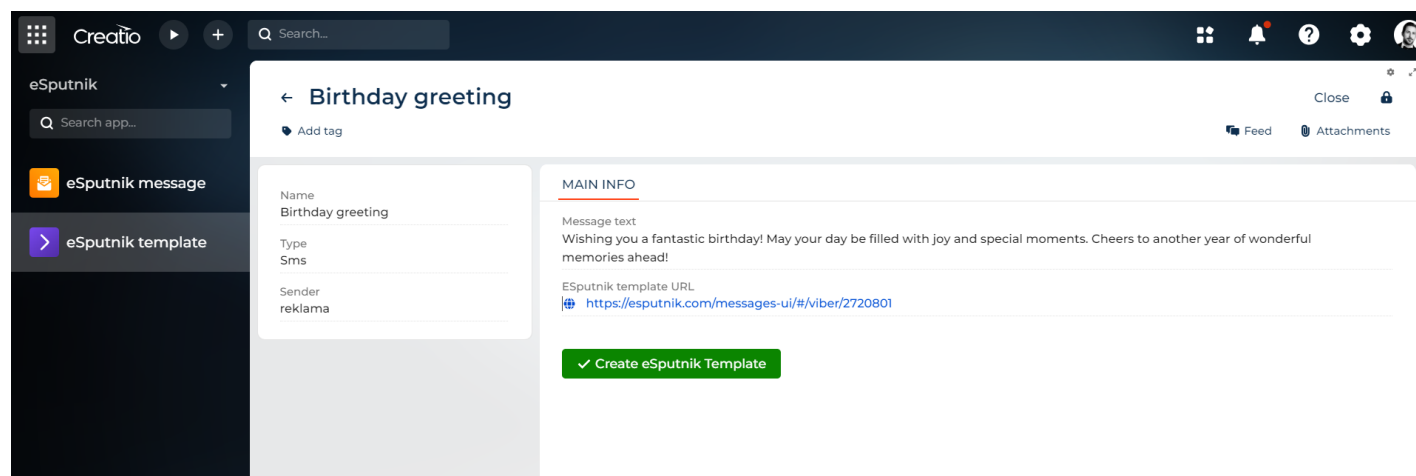 Creatio
Search...
eSputnik
Search app...
eSputnik message
eSputnik template
Birthday greeting
Close
Add tag
Feed
Attachments
Name
Birthday greeting
Type
Sms
Sender
reklama
MAIN INFO
Message text
Wishing you a fantastic birthday! May your day be filled with joy and special moments. Cheers to another year of wonderful
memories ahead!
ESputnik template URL
https://esputnik.com/messages-ui/#/viber/2720801
Create eSputnik Template